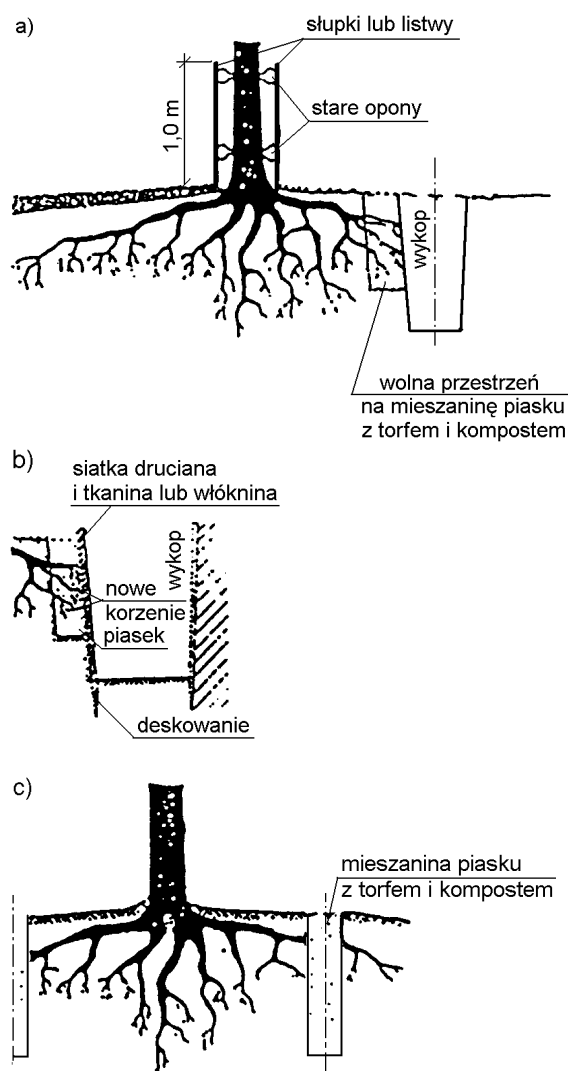 a)
słupki lub listwy
stare opony
1,0 m
wykop
wolna przestrzeń
na mieszaninę piasku
z torfem i kompostem
b)
siatka druciana
i tkanina lub włóknina
wykop
nowe
korzenie
piasek
deskowanie
c)
mieszanina piasku
z torfem i kompostem